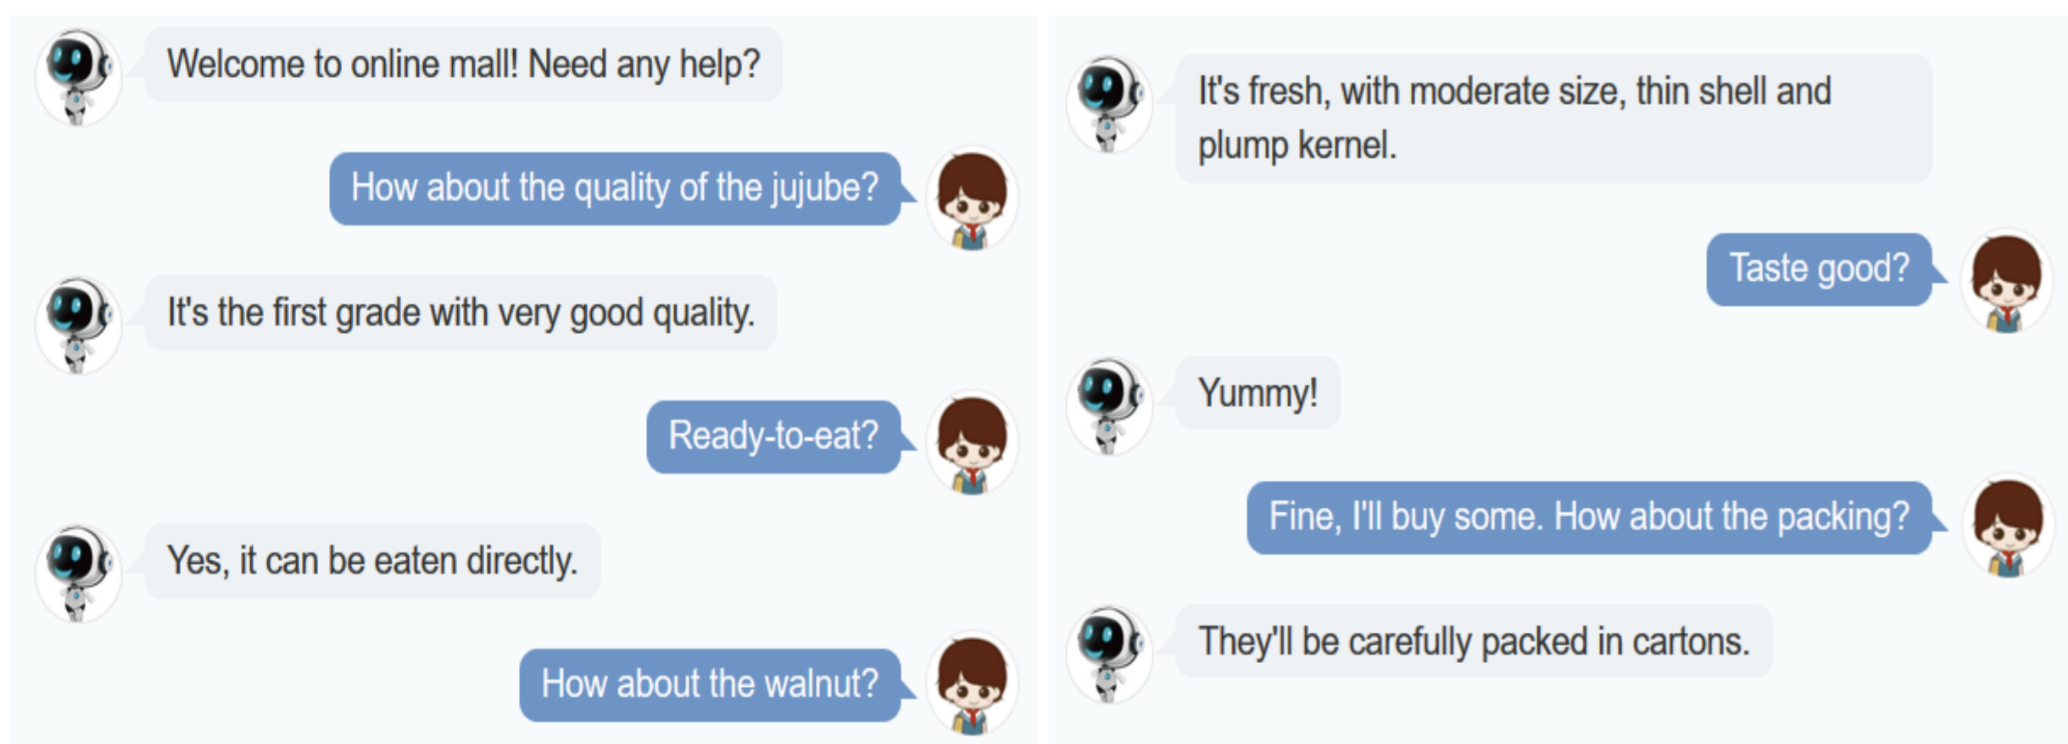 Welcome to online mall! Need any help?
How about the quality of the jujube?
It's the first grade with very good quality.
Ready-to-eat?
Yes, it can be eaten directly.
How about the walnut?
It's fresh, with moderate size, thin shell and
plump kernel.
Taste good?
Yummy!
Fine, I'll buy some. How about the packing?
They'll be carefully packed in cartons.